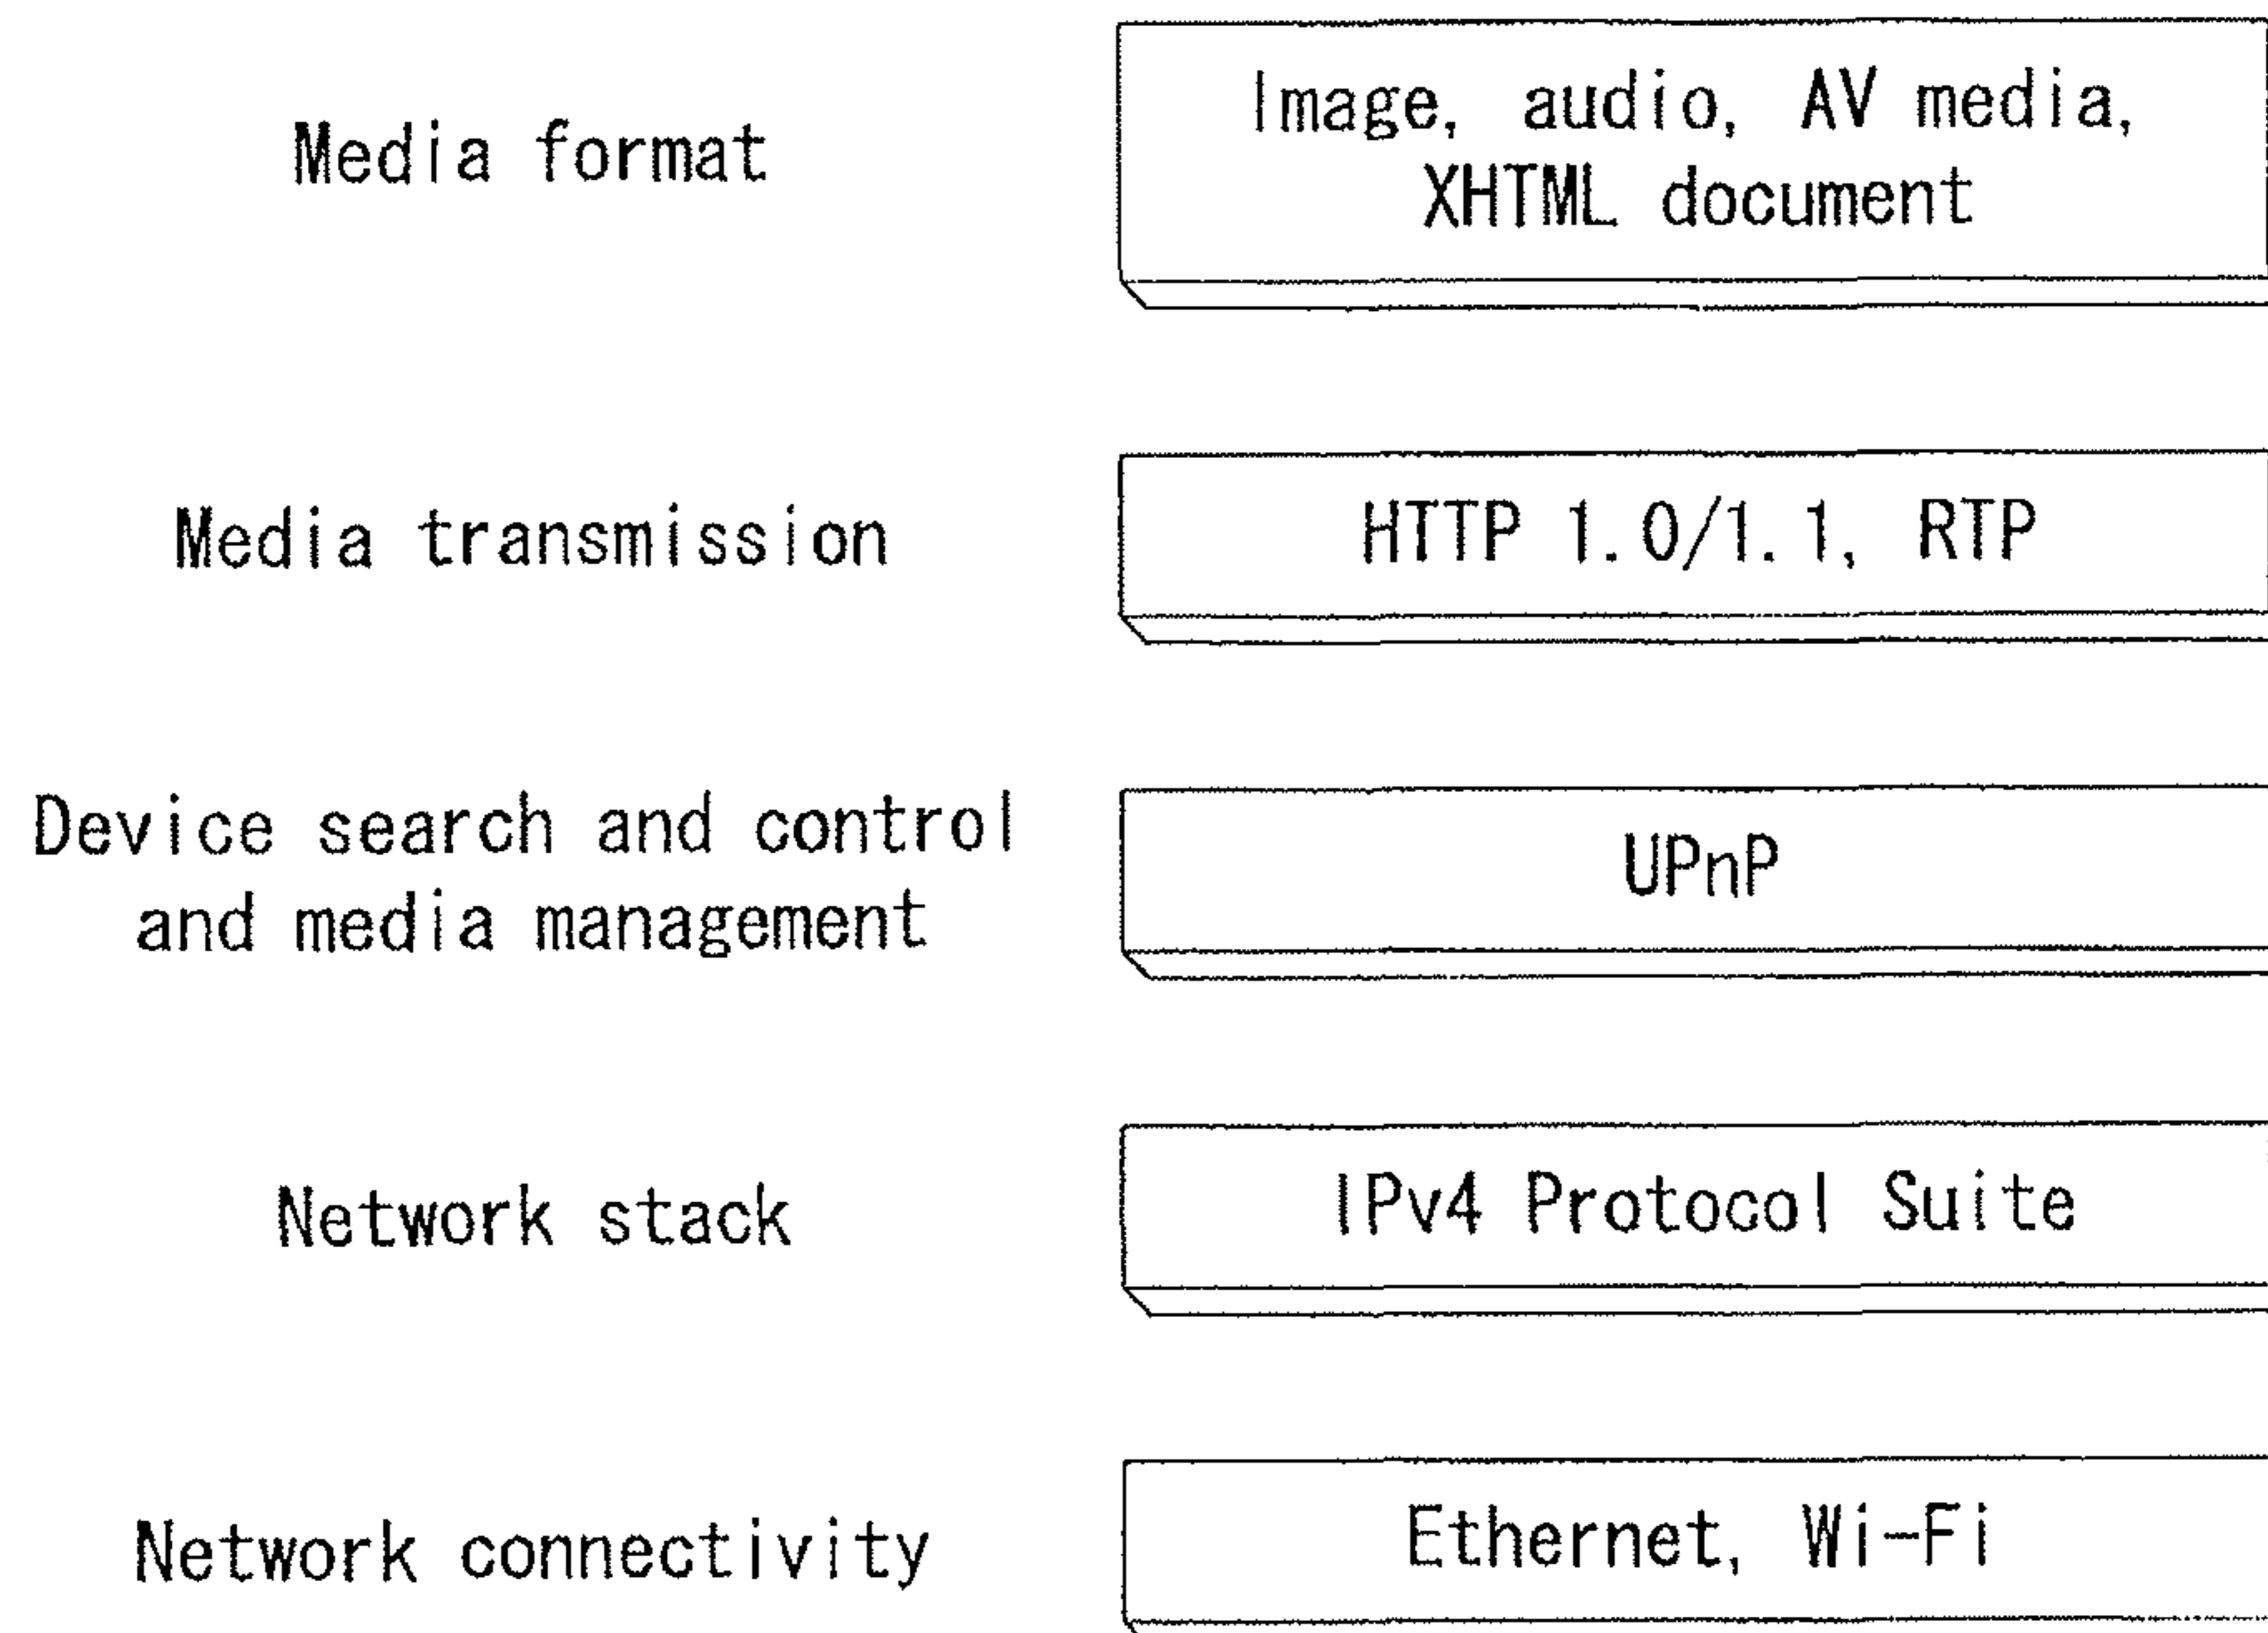 Media format
Image, audio, AV media,
XHTML document
Media transmission
HTTP 1.0/1.1, RTP
Device search and control
and media management
UPnP
Network stack
IPv4 Protocol Suite
Network connectivity
Ethernet, Wi-Fi